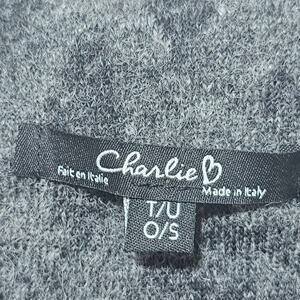 Charlie B
Fait en Italie
Made in Italy
T/U
O/S